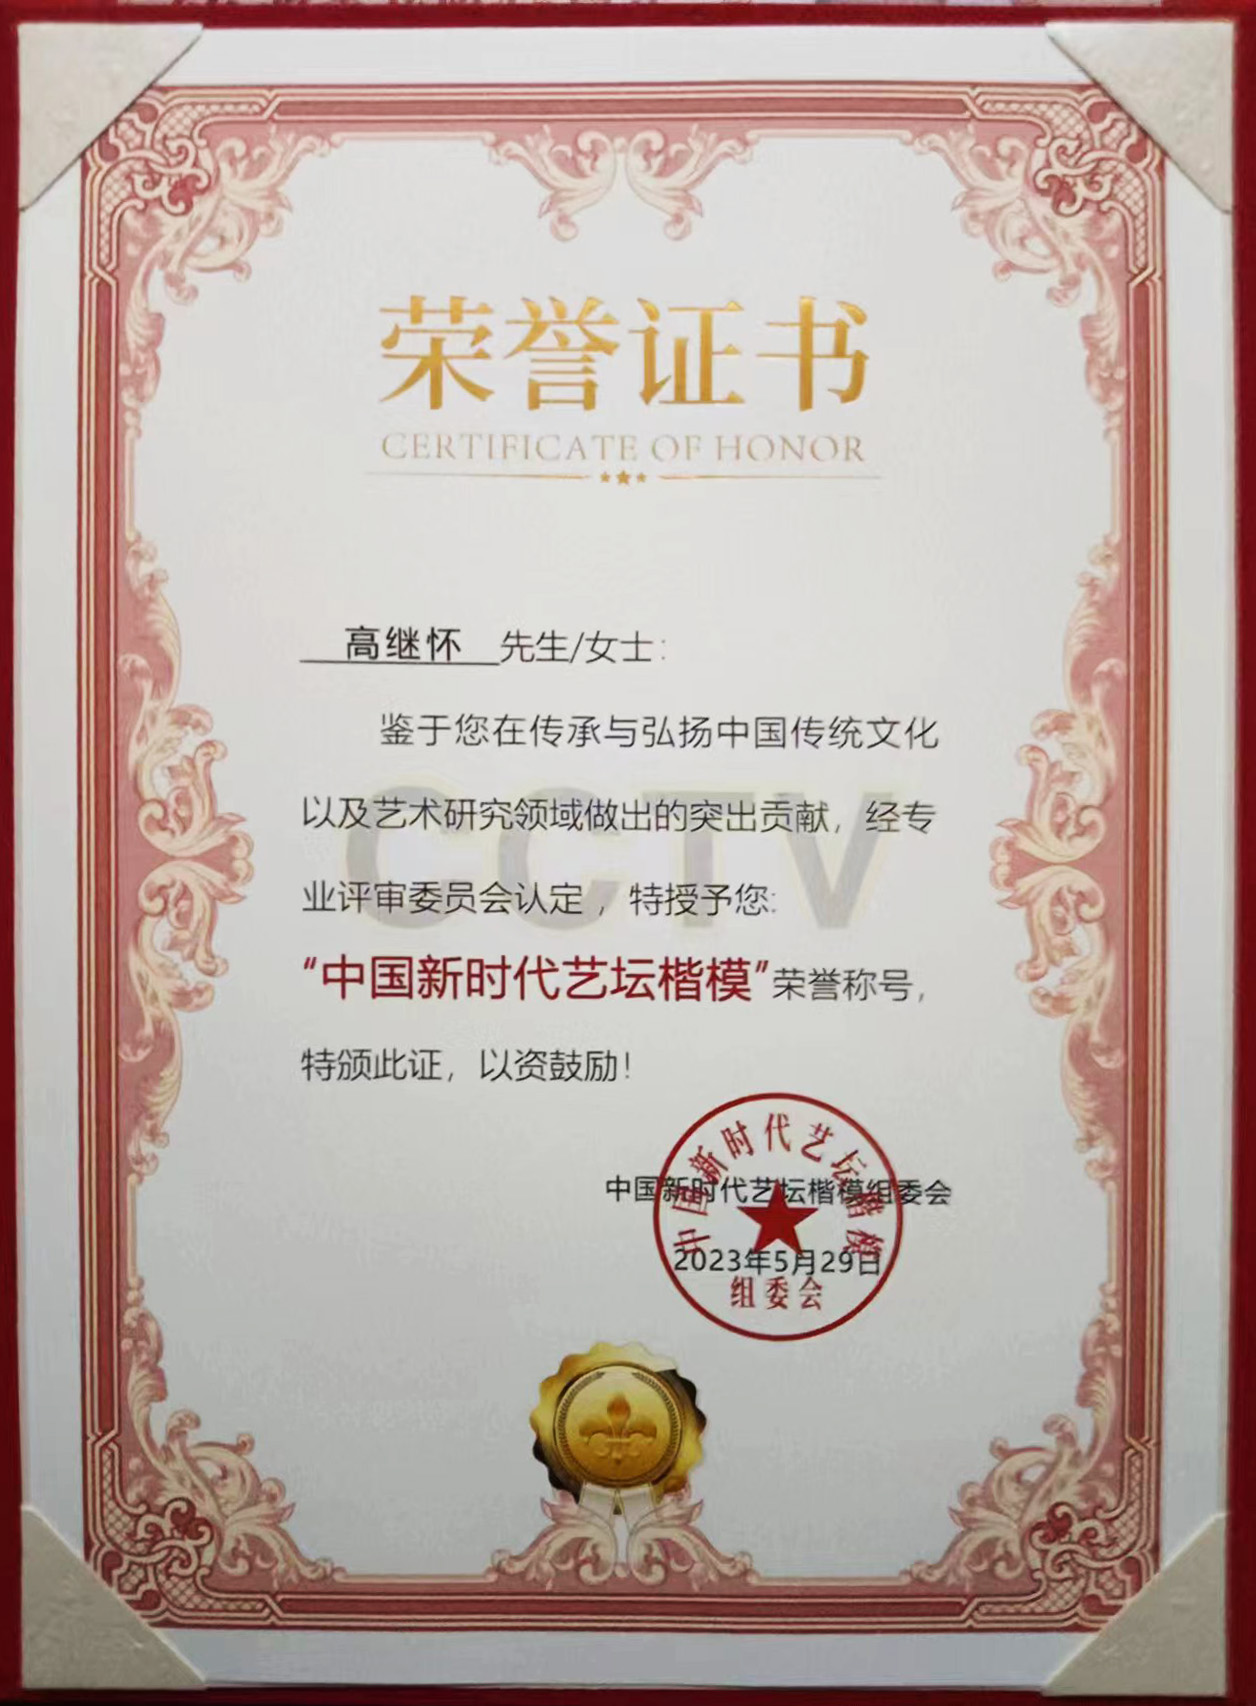 荣誉证书
CERTIFICATE OF HONOR
高继怀 先生/女士:
鉴于您在传承与弘扬中国传统文化
以及艺术研究领域做出的突出贡献，经专
业评审委员会认定，特授予您:
“中国新时代艺坛楷模”荣誉称号，
特颁此证，以资鼓励！
CCTV
中国新时代艺坛楷模组委会
2023年5月29日
中国新时代艺坛楷模
组委会